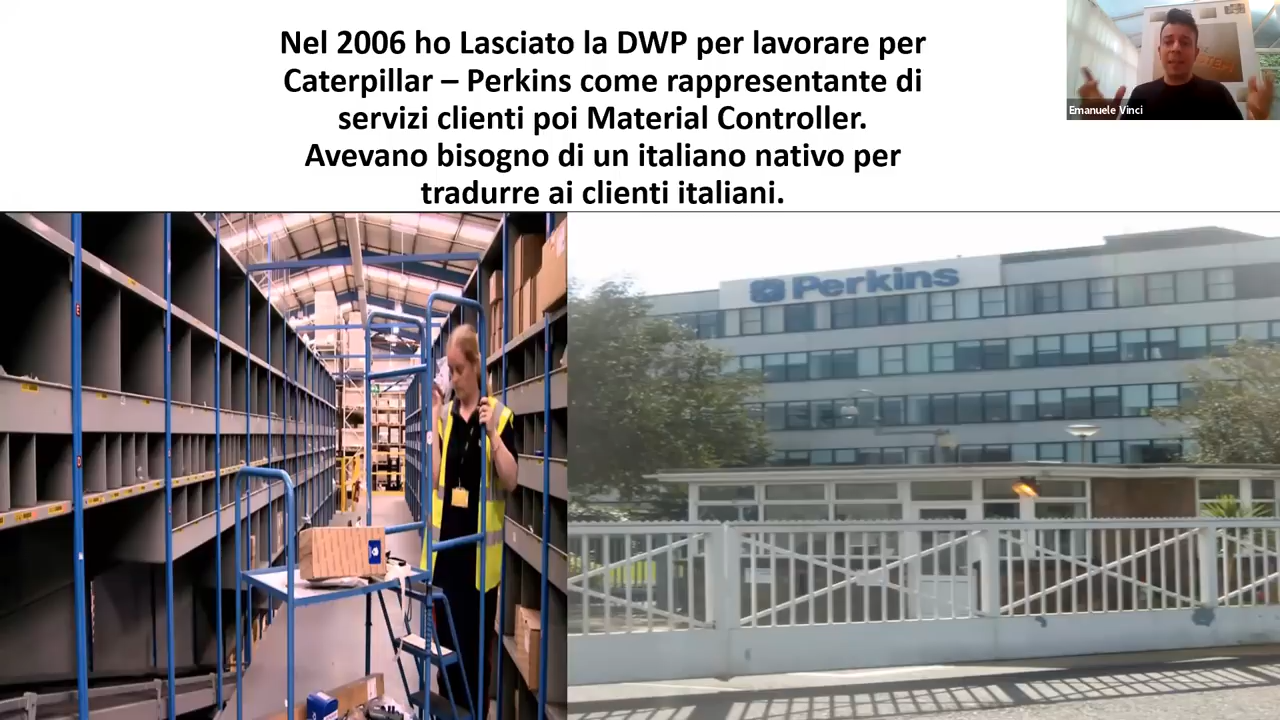 Nel 2006 ho Lasciato la DWP per lavorare per
Caterpillar – Perkins come rappresentante di
servizi clienti poi Material Controller.
Avevano bisogno di un italiano nativo per
tradurre ai clienti italiani.
Emanuele Vinci
Perkins